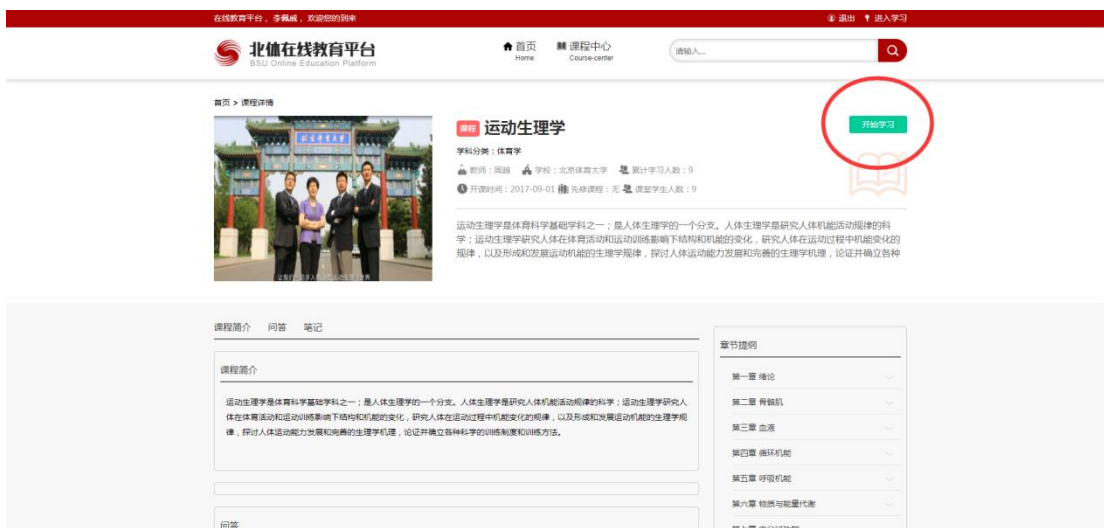 在线教育平台，李佩威，欢迎您的到来
退出 进入学习
北体在线教育平台
BSU Online Education Platform
首页
Home
课程中心
Course-center
请输入...
首页 > 课程详情
课程 运动生理学
开始学习
学科分类：体育学
教师：周越 学校：北京体育大学 累计学习人数：9
开课时间：2017-09-01 先修课程：无 课堂学生人数：9
运动生理学是体育科学基础学科之一；是人体生理学的一个分支。人体生理学是研究人体机能活动规律的科
学；运动生理学研究人体在体育活动和运动训练影响下结构和机能的变化，研究人体在运动过程中机能变化的
规律，以及形成和发展运动机能的生理学规律，探讨人体运动能力发展和完善的生理学机理，论证并确立各种
课程简介 问答 笔记
课程简介
运动生理学是体育科学基础学科之一；是人体生理学的一个分支。人体生理学是研究人体机能活动规律的科学；运动生理学研究人
体在体育活动和运动训练影响下结构和机能的变化，研究人体在运动过程中机能变化的规律，以及形成和发展运动机能的生理学规
律，探讨人体运动能力发展和完善的生理学机理，论证并确立各种科学的训练制度和训练方法。
问答
章节提纲
第一章 绪论
第二章 骨骼肌
第三章 血液
第四章 循环机能
第五章 呼吸机能
第六章 物质与能量代谢